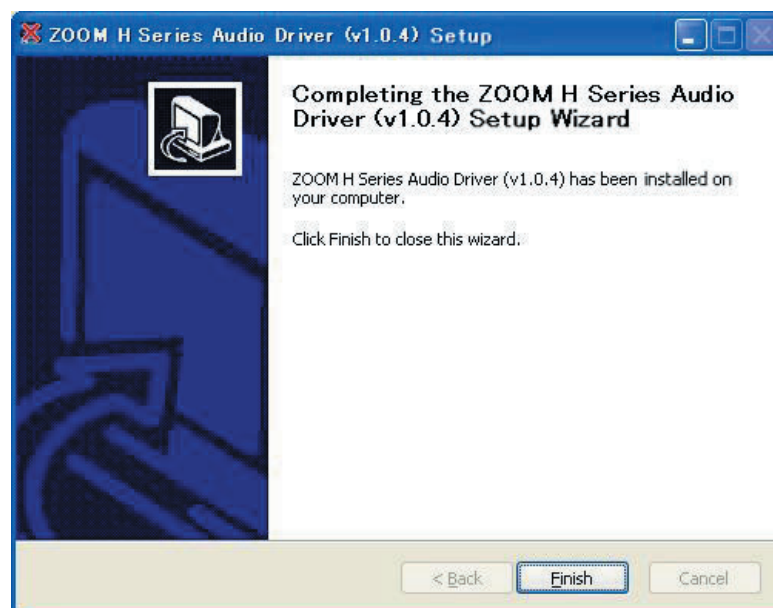 ZOOM H Series Audio Driver (v1.0.4) Setup
Completing the ZOOM H Series Audio
Driver (v1.0.4) Setup Wizard
ZOOM H Series Audio Driver (v1.0.4) has been installed on
your computer.
Click Finish to close this wizard.
< Back
Finish
Cancel